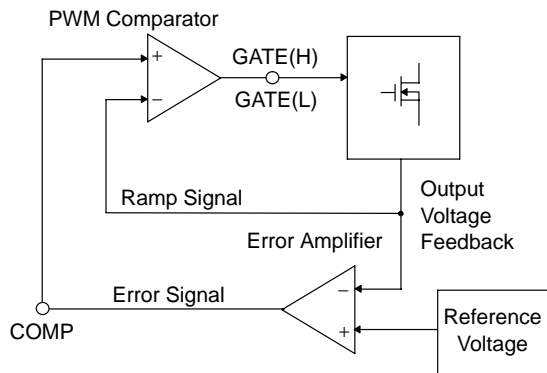 PWM Comparator
+
−
GATE(H)
GATE(L)
Ramp Signal
Output
Voltage
Feedback
Error Amplifier
−
+
Error Signal
COMP
Reference
Voltage